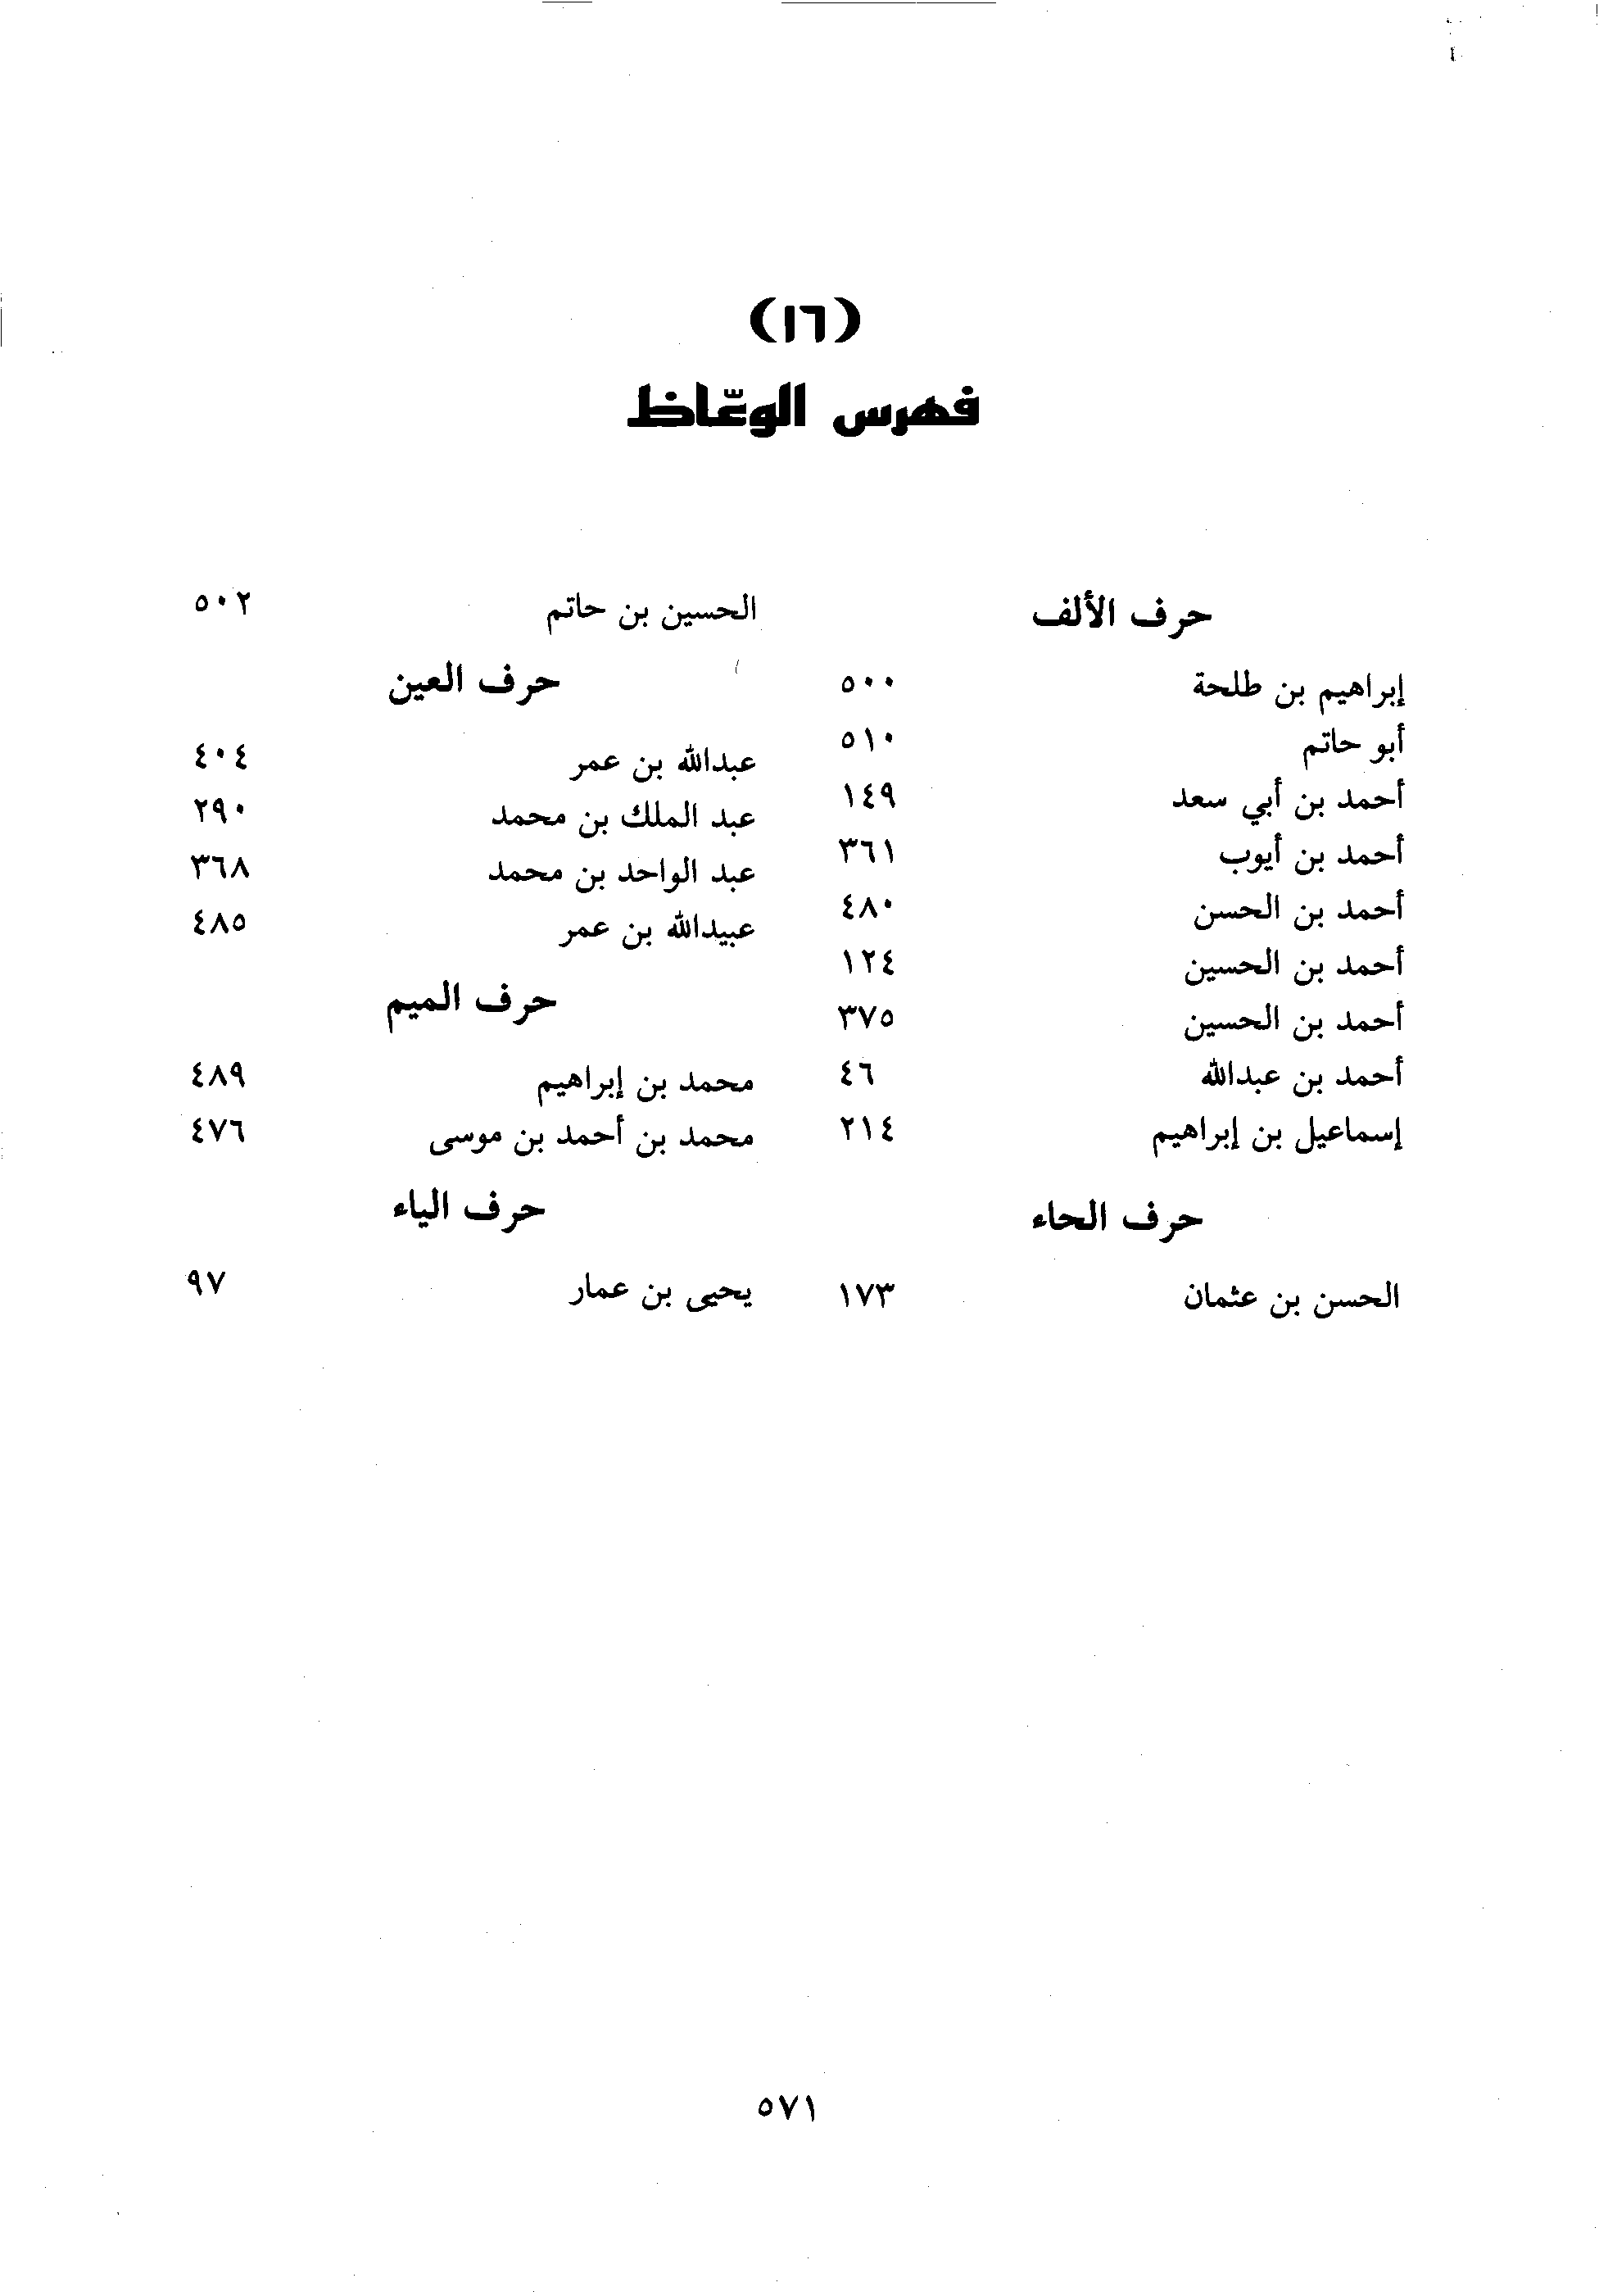 (١٦)
فهرس الوعّاظ
حرف الألف
إبراهيم بن طلحة ٥٠٠
أبو حاتم ٥١٠
أحمد بن أبي سعد ١٤٩
أحمد بن أيوب ٣٦١
أحمد بن الحسن ٤٨٠
أحمد بن الحسين ١٢٤
أحمد بن الحسين ٣٧٥
أحمد بن عبدالله ٤٦
إسماعيل بن إبراهيم ٢١٤
حرف الحاء
الحسن بن عثمان ١٧٣
الحسين بن حاتم ٥٠٢
حرف العين
عبدالله بن عمر ٤٠٤
عبد الملك بن محمد ٢٩٠
عبد الواحد بن محمد ٣٦٨
عبيدالله بن عمر ٤٨٥
حرف الميم
محمد بن إبراهيم ٤٨٩
محمد بن أحمد بن موسى ٤٧٦
حرف الياء
يحيى بن عمار ٩٧
٥٧١